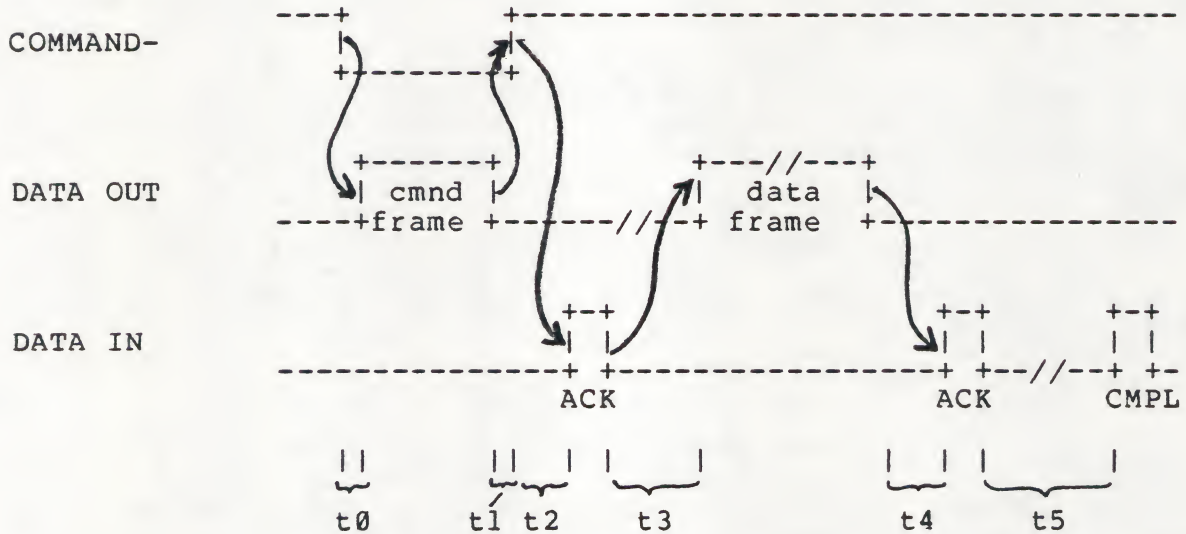 COMMAND-
DATA OUT
cmnd
frame
data
frame
DATA IN
ACK
ACK
CMPL
t0
t1
t2
t3
t4
t5